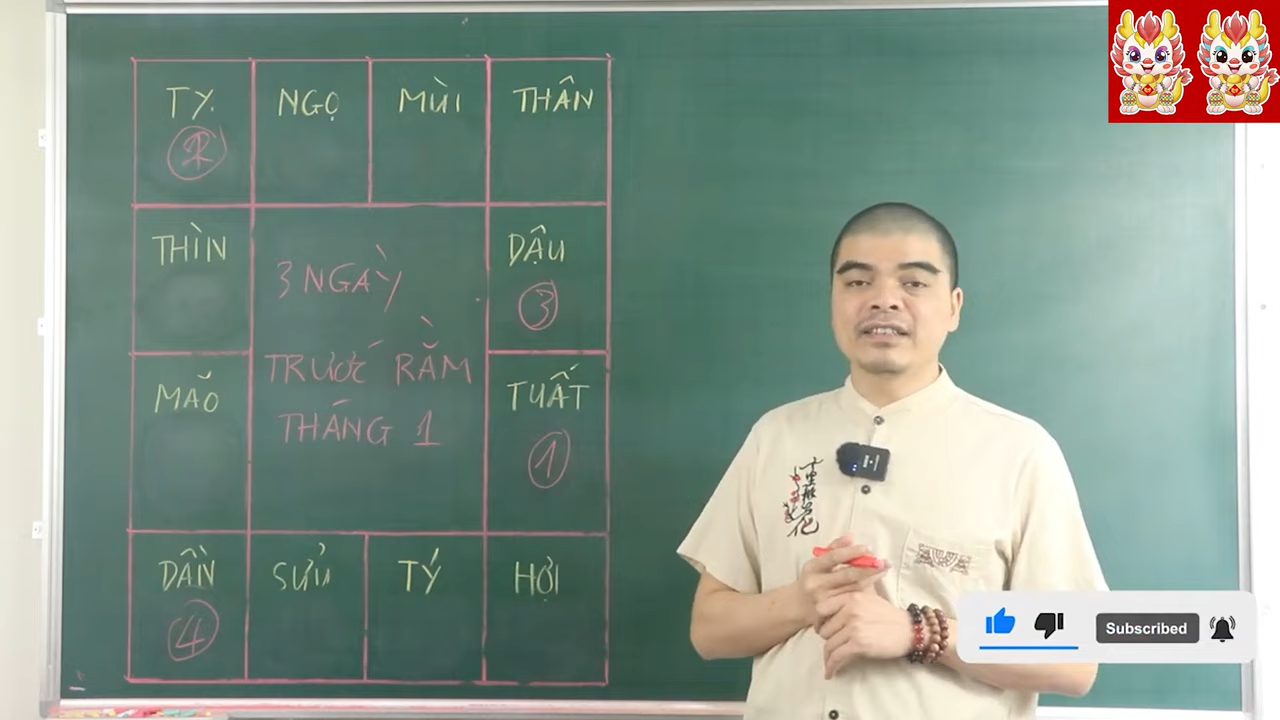 TỴ
NGỌ
MÙI
THÂN
2
THÌN
DẬU
3 NGÀY
3
TRƯỚC RẰM
MÃO
TUẤT
THÁNG 1
1
DẦN
SỬU
TÝ
HỢI
4
Subscribed